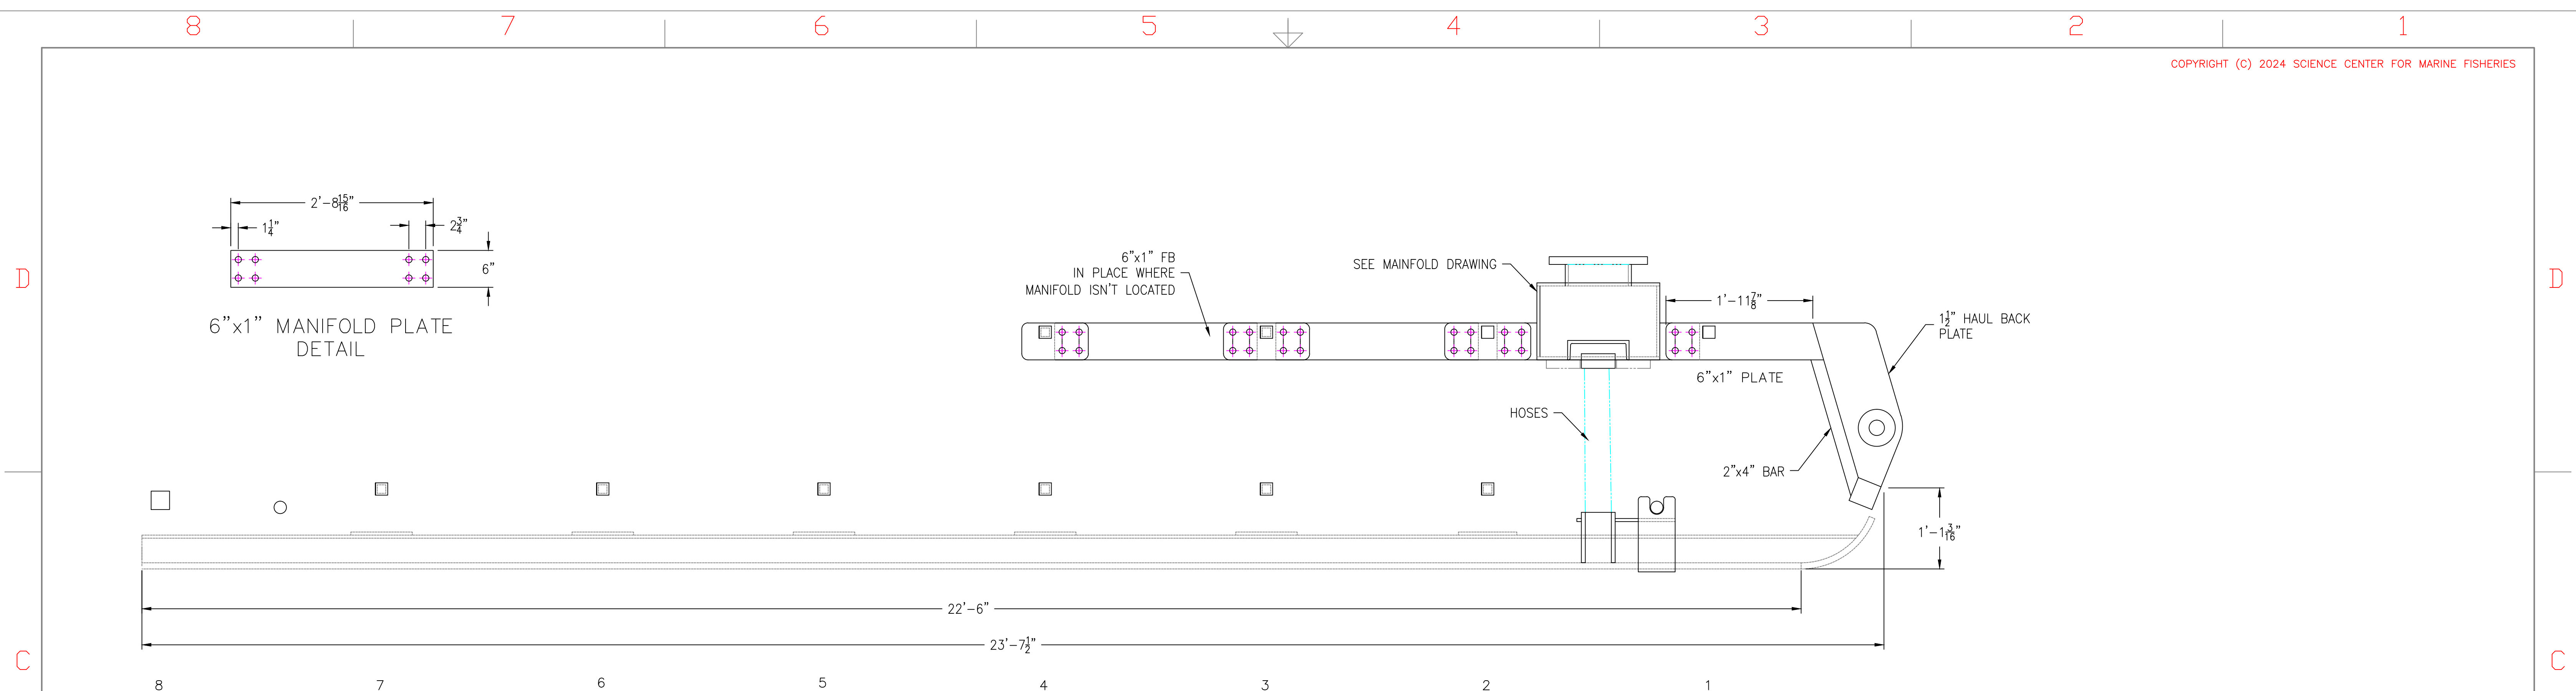 8 7 6 5 4 3 2 1
COPYRIGHT (C) 2024 SCIENCE CENTER FOR MARINE FISHERIES
2'-8 15/16"
1 1/4"
2 3/4"
6"
6"x1" MANIFOLD PLATE
DETAIL
6"x1" FB
IN PLACE WHERE
MANIFOLD ISN'T LOCATED
SEE MAINFOLD DRAWING
1'-11 7/8"
1 1/2" HAUL BACK
PLATE
6"x1" PLATE
HOSES
2"x4" BAR
1'-1 3/16"
D
D
22'-6"
23'-7 1/2"
C
C
8 7 6 5 4 3 2 1